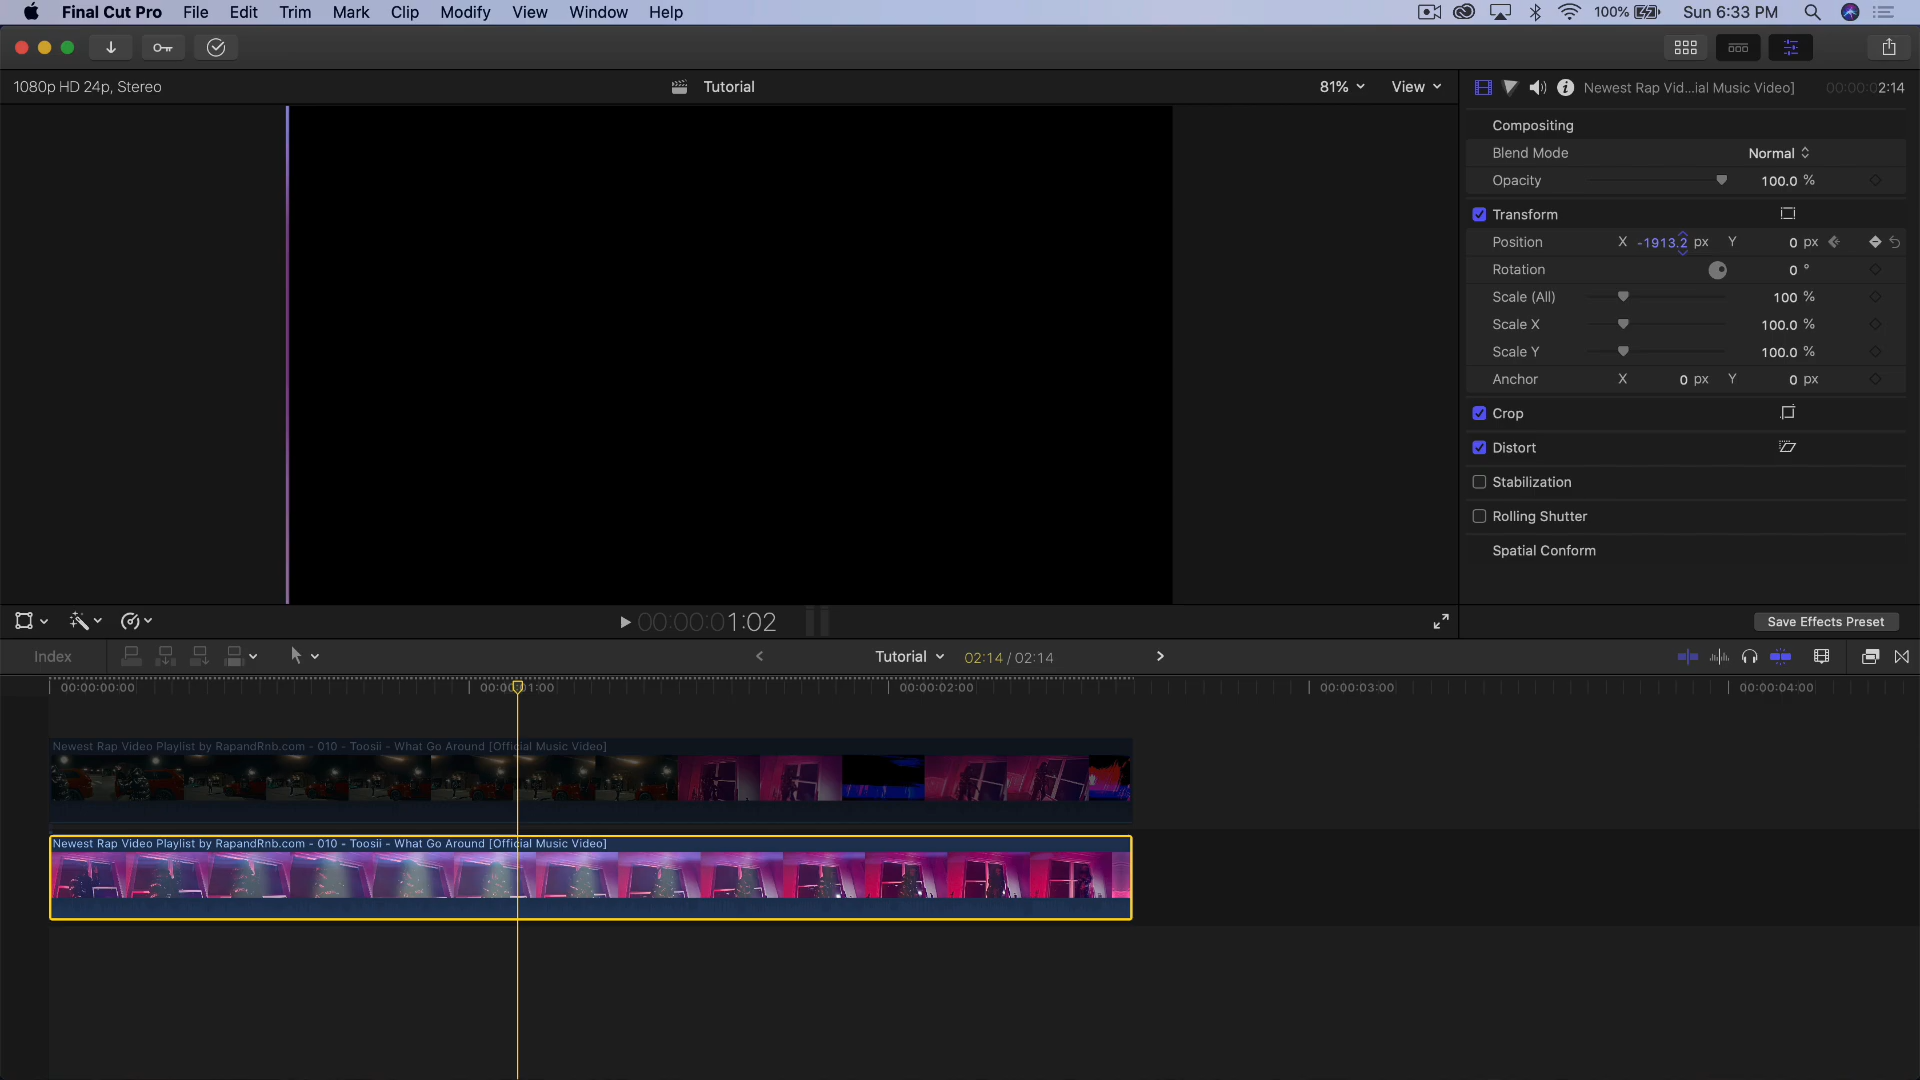 Final Cut Pro File Edit Trim Mark Clip Modify View Window Help 100% Sun 6:33 PM
1080p HD 24p, Stereo Tutorial 81% View Newest Rap Vid...ial Music Video] 00:00:02:14
Compositing
Blend Mode Normal
Opacity 100.0 %
Transform
Position X -1913.2 px Y 0 px
Rotation 0 °
Scale (All) 100 %
Scale X 100.0 %
Scale Y 100.0 %
Anchor X 0 px Y 0 px
Crop
Distort
Stabilization
Rolling Shutter
Spatial Conform
00:00:01:02 Save Effects Preset
Index Tutorial 02:14 / 02:14
00:00:00:00 00:00:01:00 00:00:02:00 00:00:03:00 00:00:04:00
Newest Rap Video Playlist by RapandRnb.com - 010 - Toosii - What Go Around [Official Music Video]
Newest Rap Video Playlist by RapandRnb.com - 010 - Toosii - What Go Around [Official Music Video]